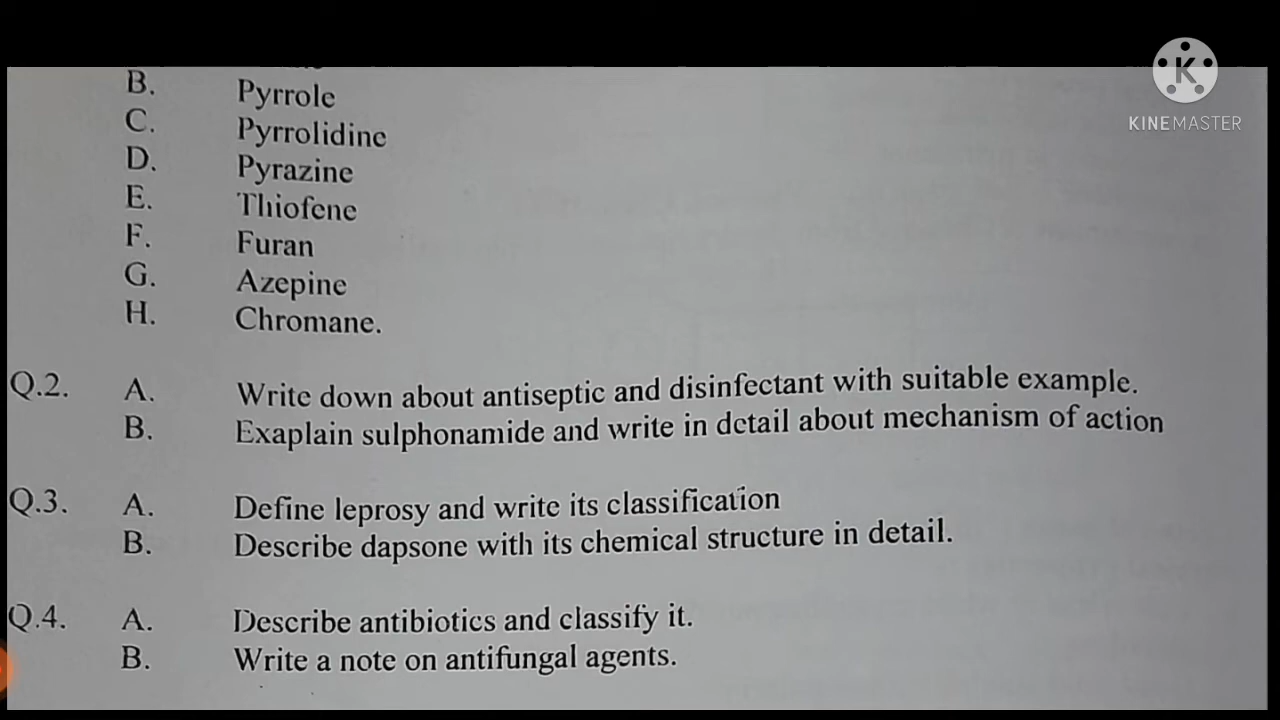 K
KINEMASTER
B. Pyrrole
C. Pyrrolidine
D. Pyrazine
E. Thiofene
F. Furan
G. Azepine
H. Chromane.
Q.2. A. Write down about antiseptic and disinfectant with suitable example.
B. Exaplain sulphonamide and write in detail about mechanism of action
Q.3. A. Define leprosy and write its classification
B. Describe dapsone with its chemical structure in detail.
Q.4. A. Describe antibiotics and classify it.
B. Write a note on antifungal agents.